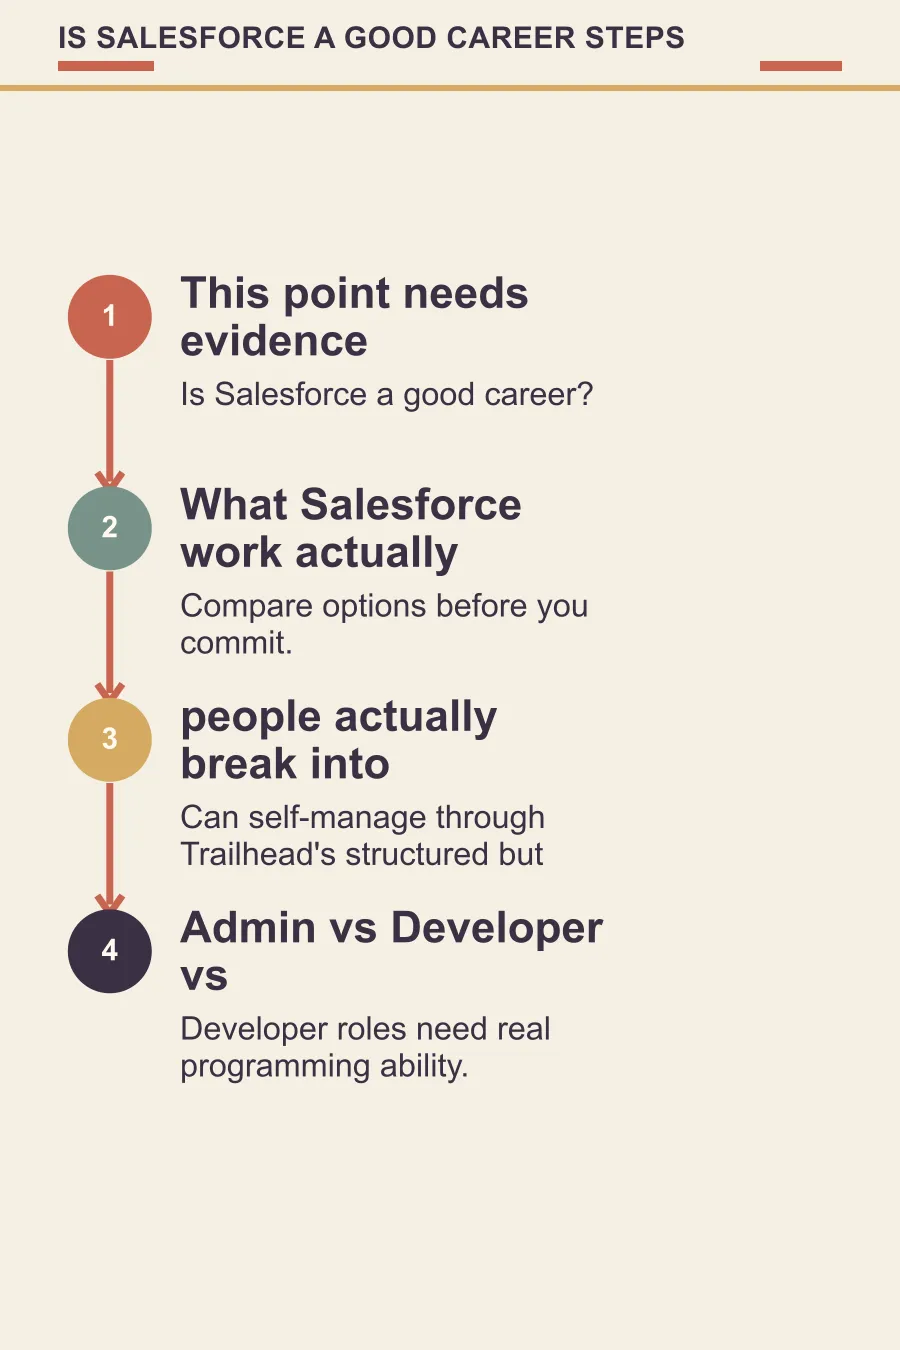 IS SALESFORCE A GOOD CAREER STEPS
1
This point needs
evidence
Is Salesforce a good career?
2
What Salesforce
work actually
Compare options before you
commit.
3
people actually
break into
Can self-manage through
Trailhead's structured but
4
Admin vs Developer
vs
Developer roles need real
programming ability.